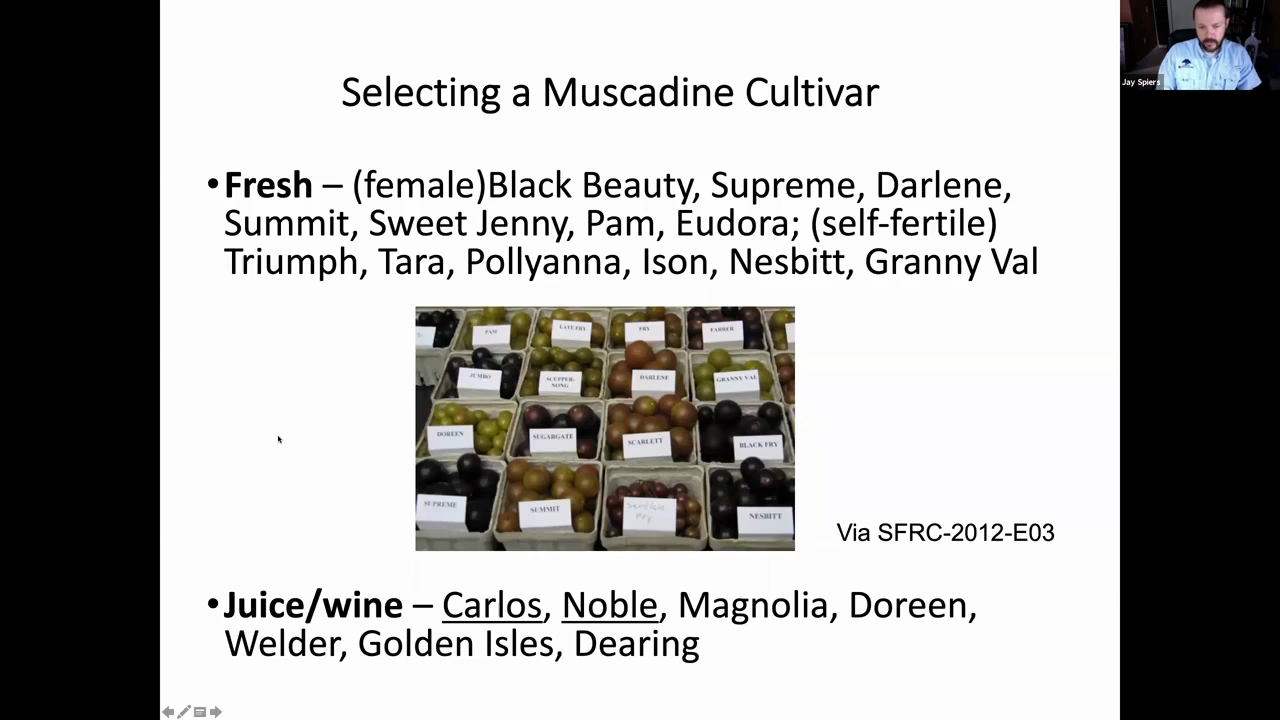 Selecting a Muscadine Cultivar
Jay Spiers
•Fresh – (female)Black Beauty, Supreme, Darlene,
Summit, Sweet Jenny, Pam, Eudora; (self-fertile)
Triumph, Tara, Pollyanna, Ison, Nesbitt, Granny Val
PAM
LATE FRY
FRY
FARRER
JUMBO
SCUPPER-
NONG
DARLENE
GRANNY VAL
DOREEN
SUGARGATE
SCARLETT
BLACK FRY
SUPREME
SUMMIT
NESBITT
Via SFRC-2012-E03
•Juice/wine – Carlos, Noble, Magnolia, Doreen,
Welder, Golden Isles, Dearing